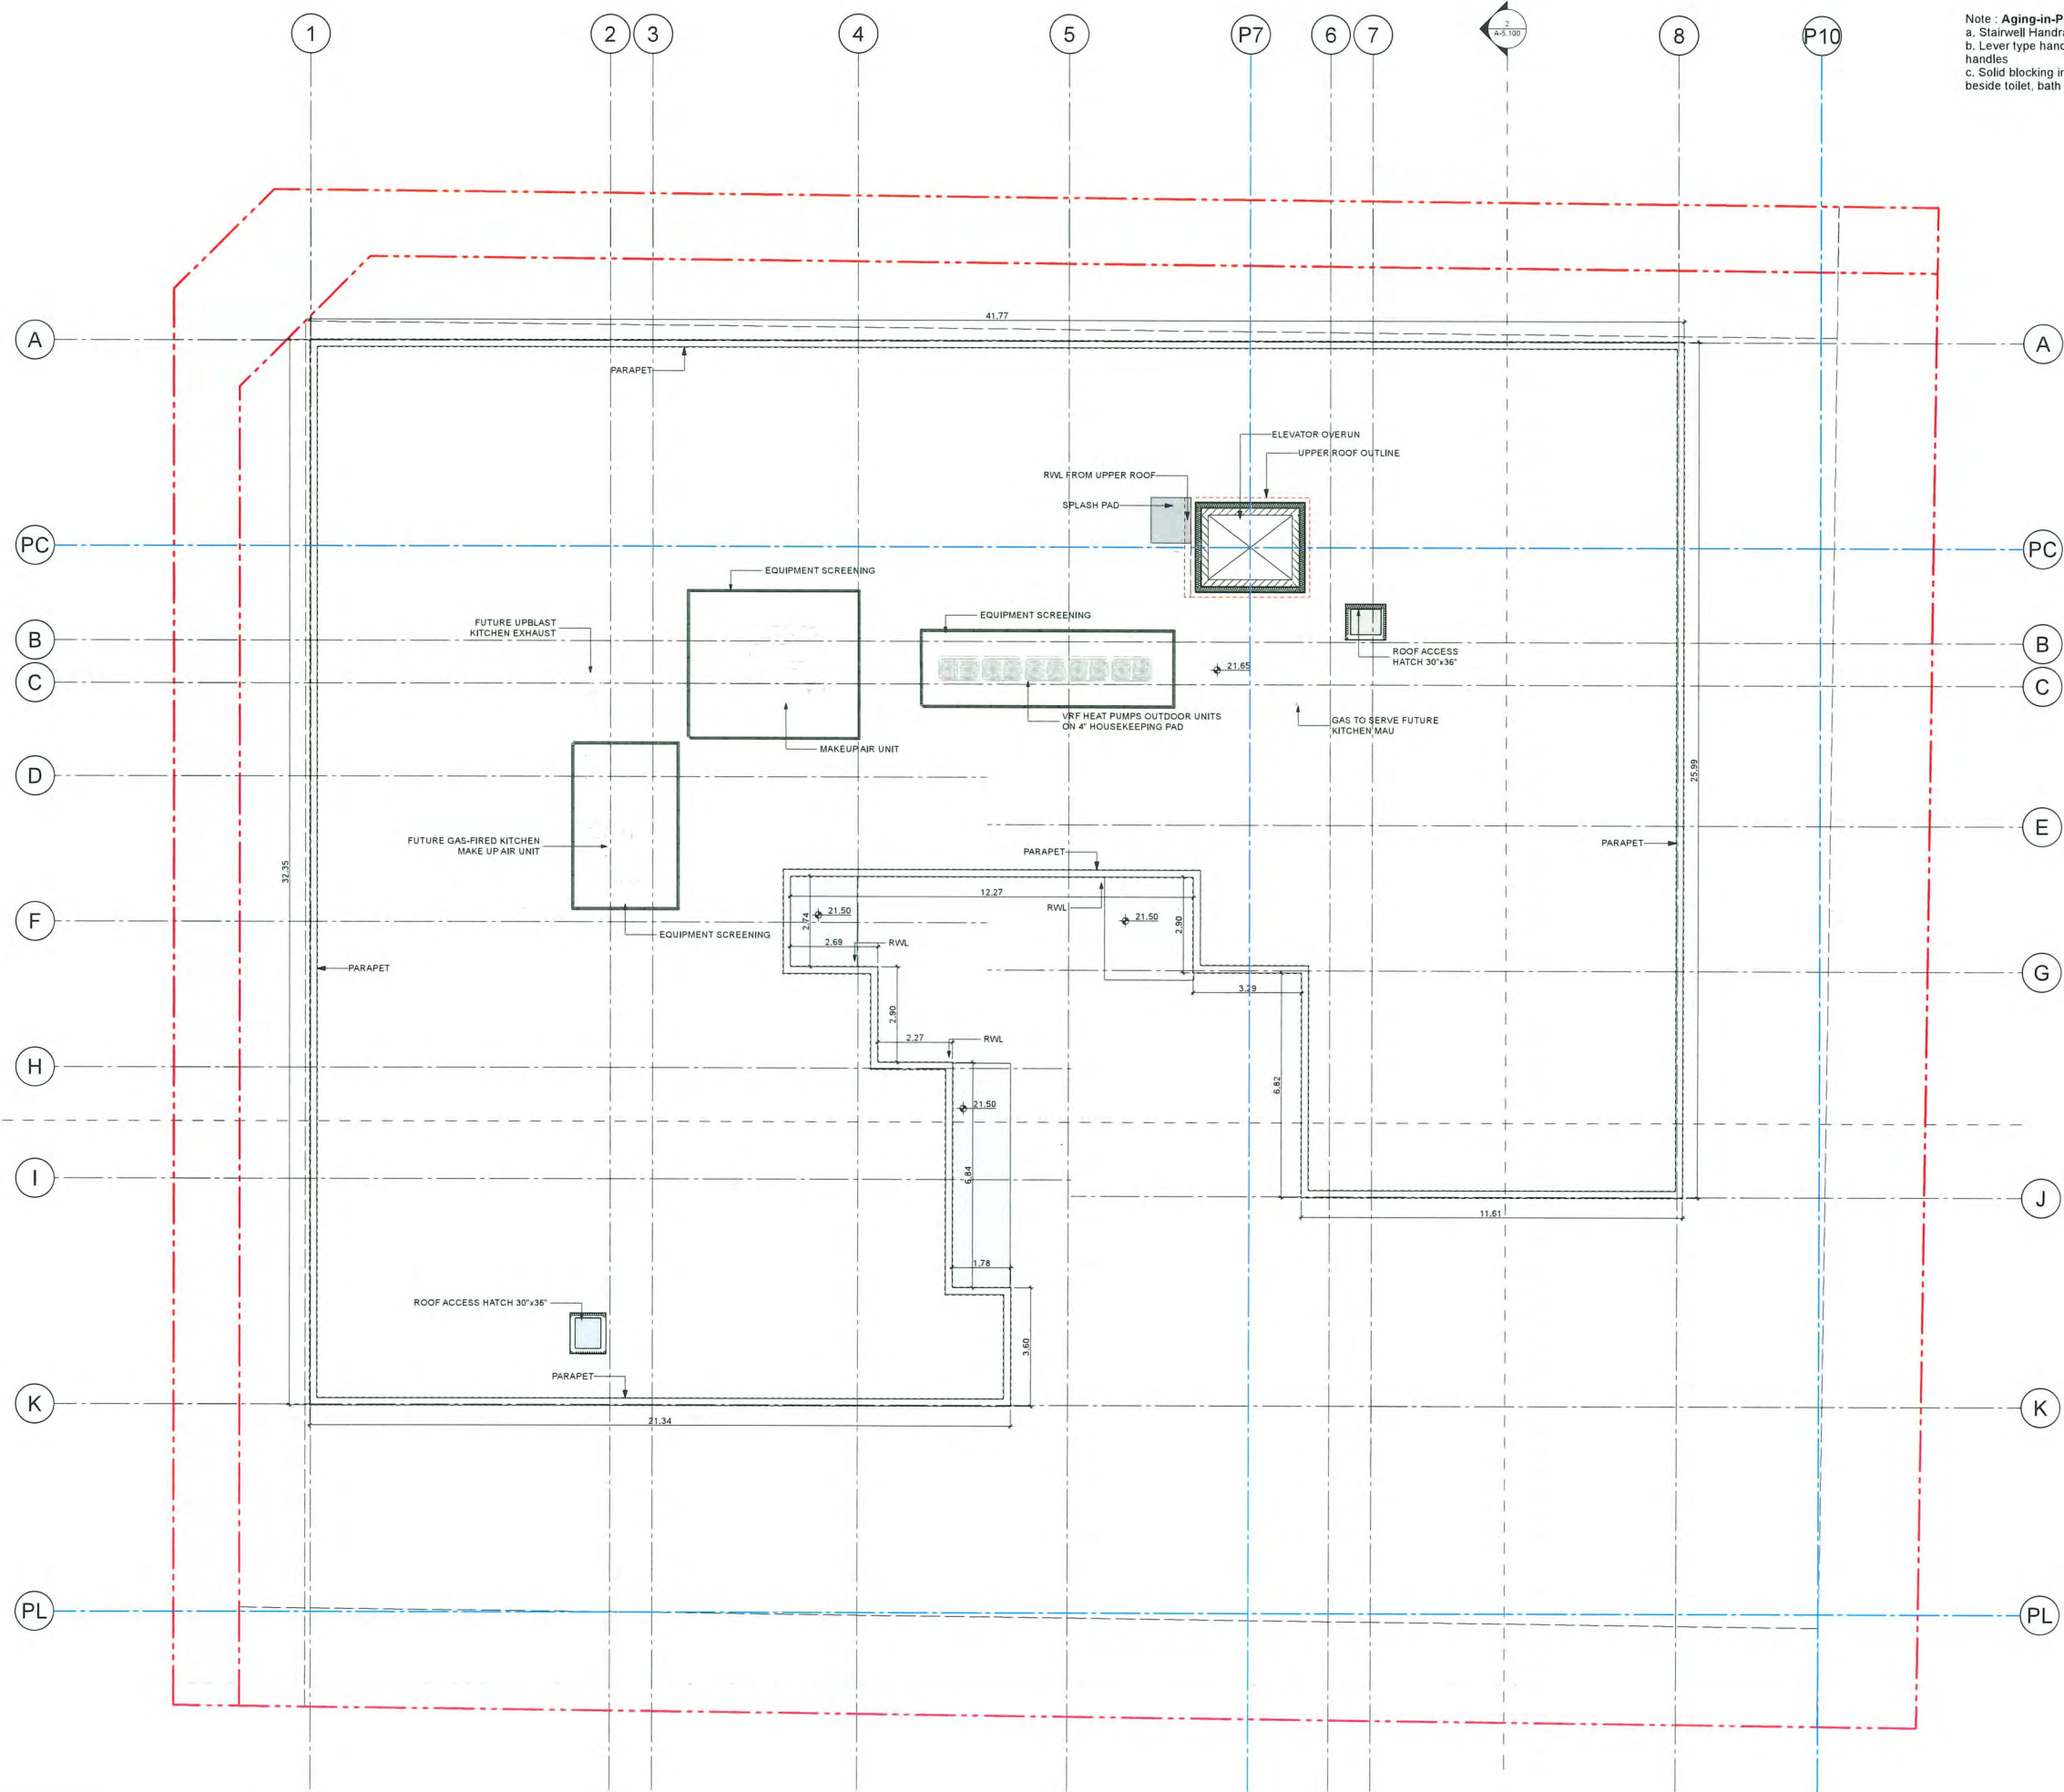 1
2
3
4
5
P7
6
7
2
A-5.100
8
P10
Note : Aging-in-P
a. Stairwell Handra
b. Lever type hand
handles
c. Solid blocking in
beside toilet, bath
A
41.77
A
PARAPET
ELEVATOR OVERUN
UPPER ROOF OUTLINE
RWL FROM UPPER ROOF
SPLASH PAD
PC
PC
EQUIPMENT SCREENING
FUTURE UPBLAST
KITCHEN EXHAUST
EQUIPMENT SCREENING
B
B
ROOF ACCESS
HATCH 30"x36"
21.65
C
C
VRF HEAT PUMPS OUTDOOR UNITS
ON 4" HOUSEKEEPING PAD
GAS TO SERVE FUTURE
KITCHEN MAU
MAKEUP AIR UNIT
D
25.99
E
FUTURE GAS-FIRED KITCHEN
MAKE UP AIR UNIT
PARAPET
PARAPET
32.35
12.27
RWL
F
2.74
21.50
21.50
2.90
EQUIPMENT SCREENING
2.69
RWL
PARAPET
G
3.29
2.90
2.27
RWL
H
6.82
21.50
I
6.84
J
11.61
1.78
ROOF ACCESS HATCH 30"x36"
3.60
PARAPET
K
K
21.34
PL
PL